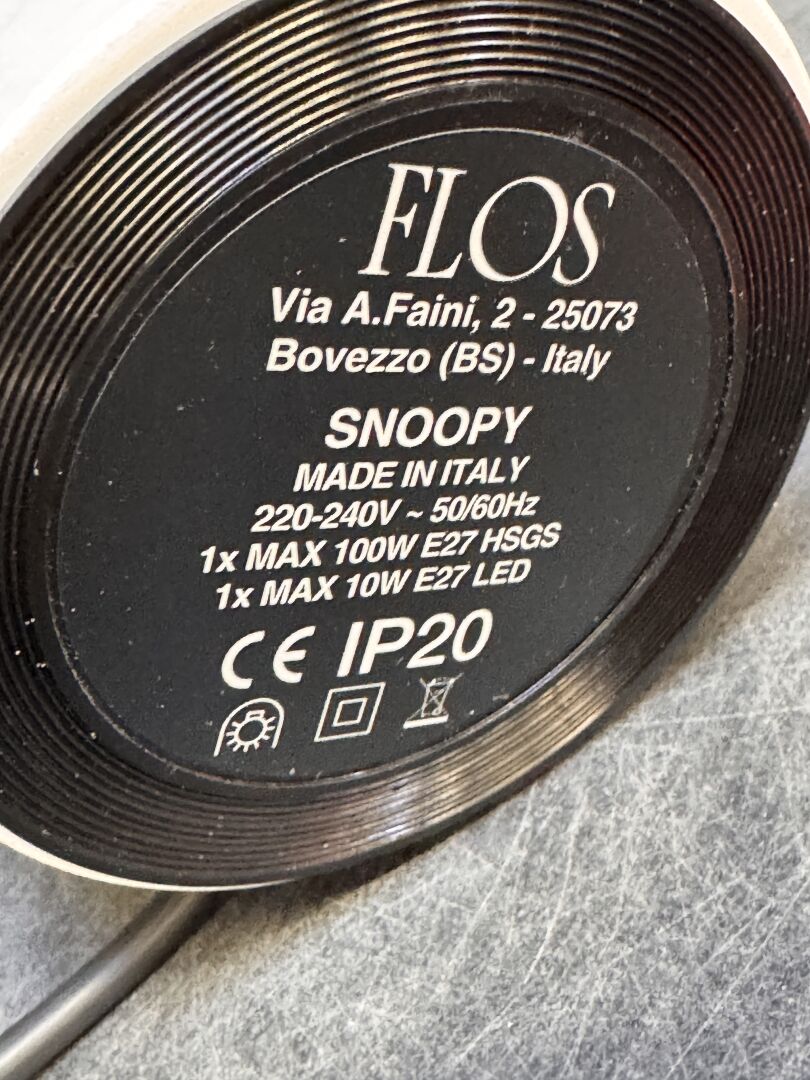 FLOS
Via A.Faini, 2 - 25073
Bovezzo (BS) - Italy
SNOOPY
MADE IN ITALY
220-240V ~ 50/60Hz
1x MAX 100W E27 HSGS
1x MAX 10W E27 LED
CE IP20